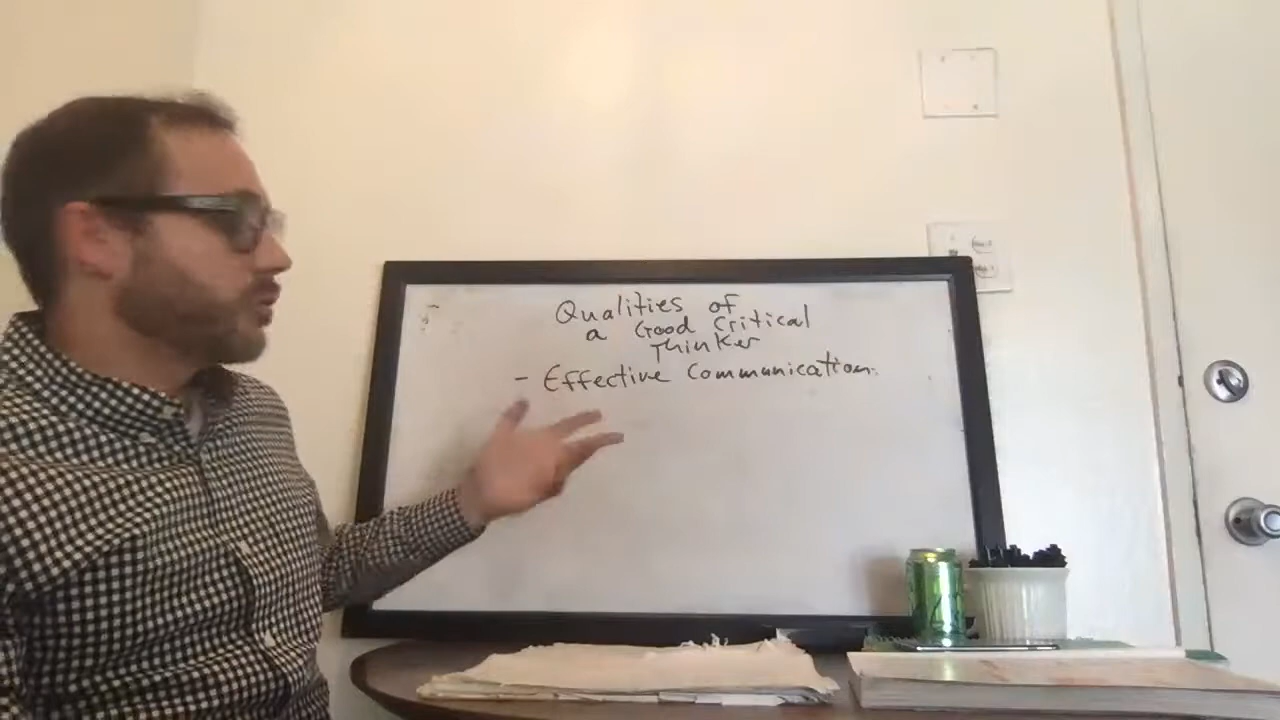 Qualities of
a Good Critical
Thinker
- Effective Communication.